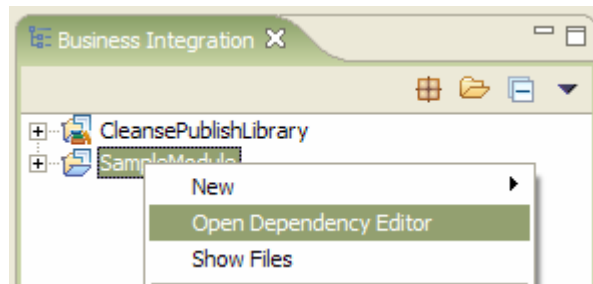 Business Integration
CleansePublishLibrary
SampleModule
New
Open Dependency Editor
Show Files